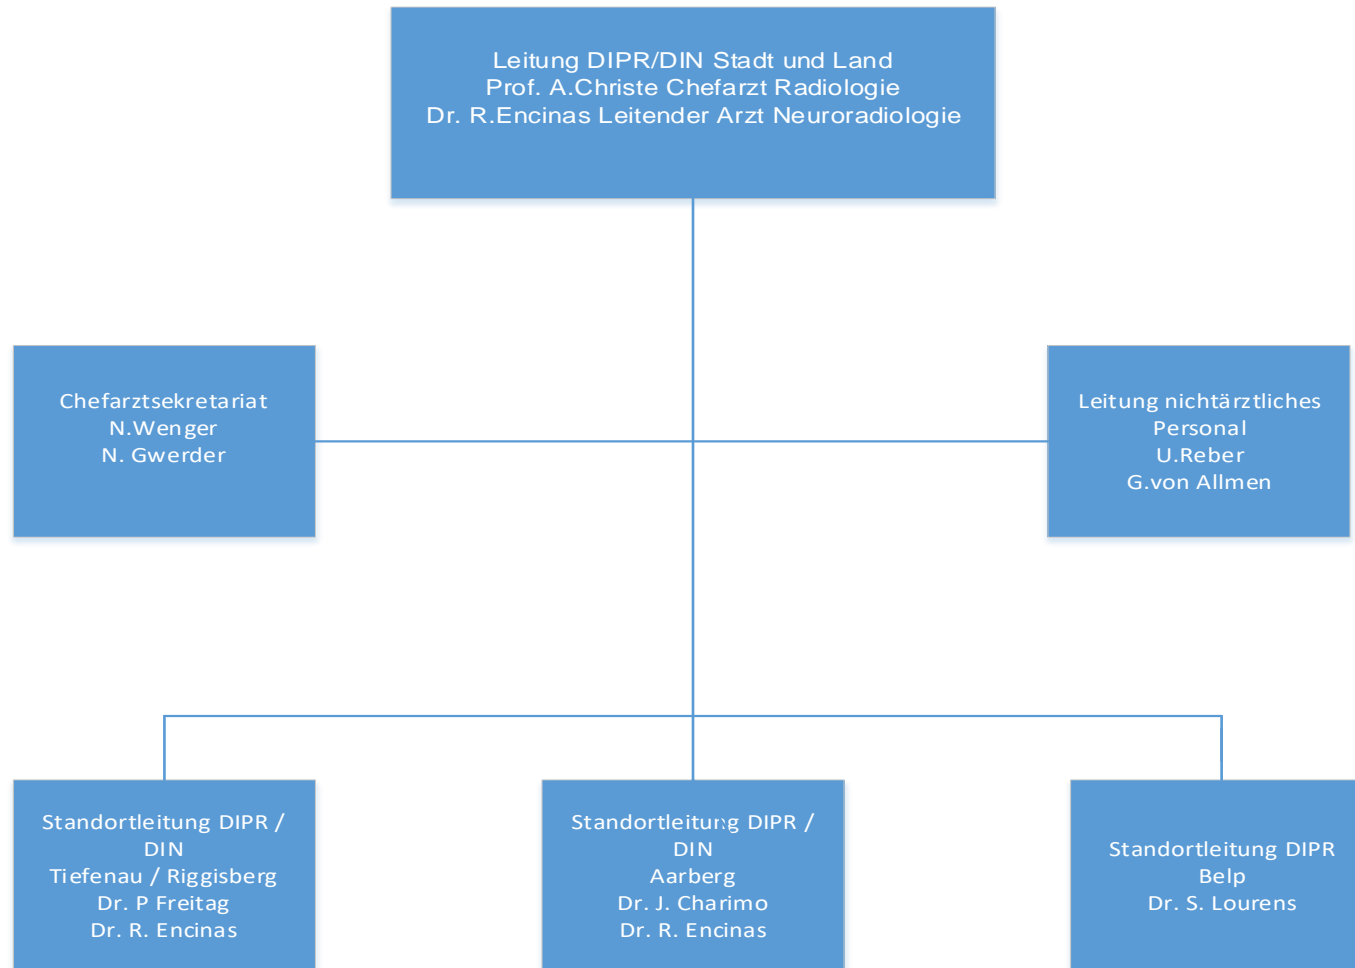 Leitung DIPR/DIN Stadt und Land
Prof. A.Christe Chefarzt Radiologie
Dr. R.Encinas Leitender Arzt Neuroradiologie
Chefarztsekretariat
N.Wenger
N. Gwerder
Leitung nichtärztliches
Personal
U.Reber
G.von Allmen
Standortleitung DIPR /
DIN
Tiefenau / Riggisberg
Dr. P Freitag
Dr. R. Encinas
Standortleitung DIPR /
DIN
Aarberg
Dr. J. Charimo
Dr. R. Encinas
Standortleitung DIPR
Belp
Dr. S. Lourens